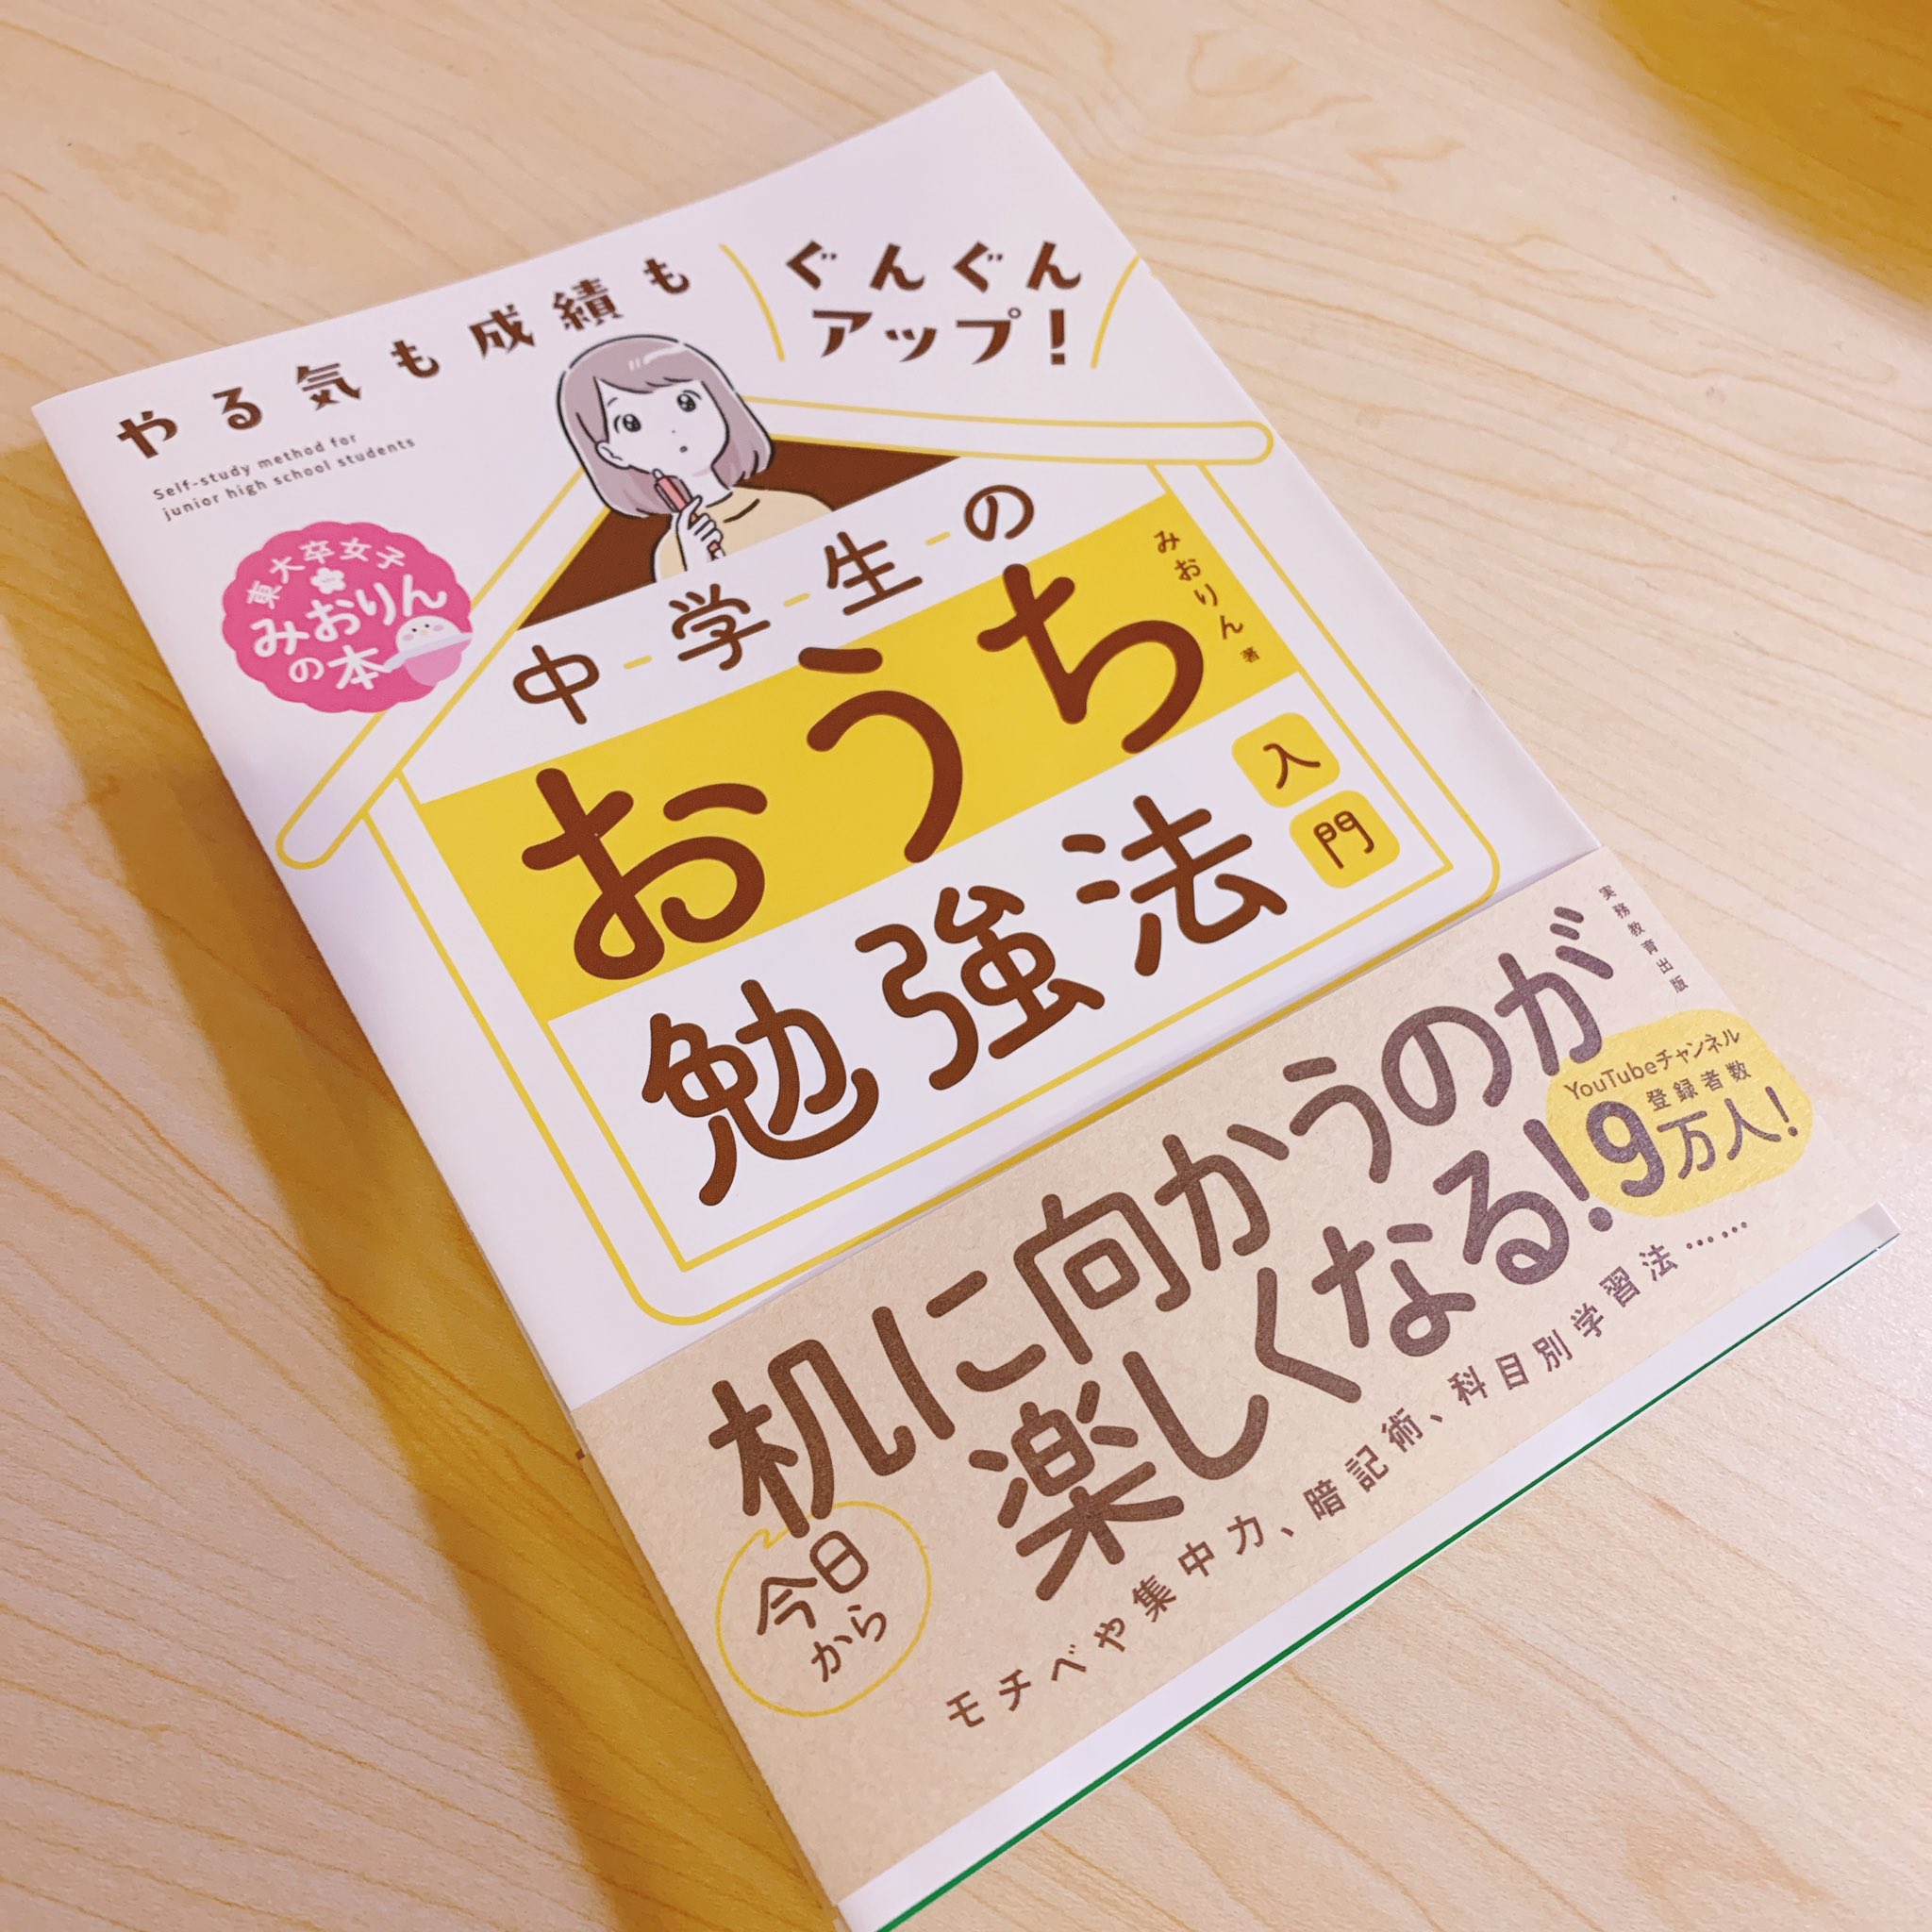 やる気も成績も
ぐんぐん
アップ！
Self-study method for
junior high school students
東大卒女子
みおりん
の本
中-学-生-の
おうち
勉強法
入門
みおりん 著
実務教育出版
机に向かうのが
楽しくなる！
YouTubeチャンネル
登録者数
9万人！
今日
から
モチベや集中力、暗記術、科目別学習法……